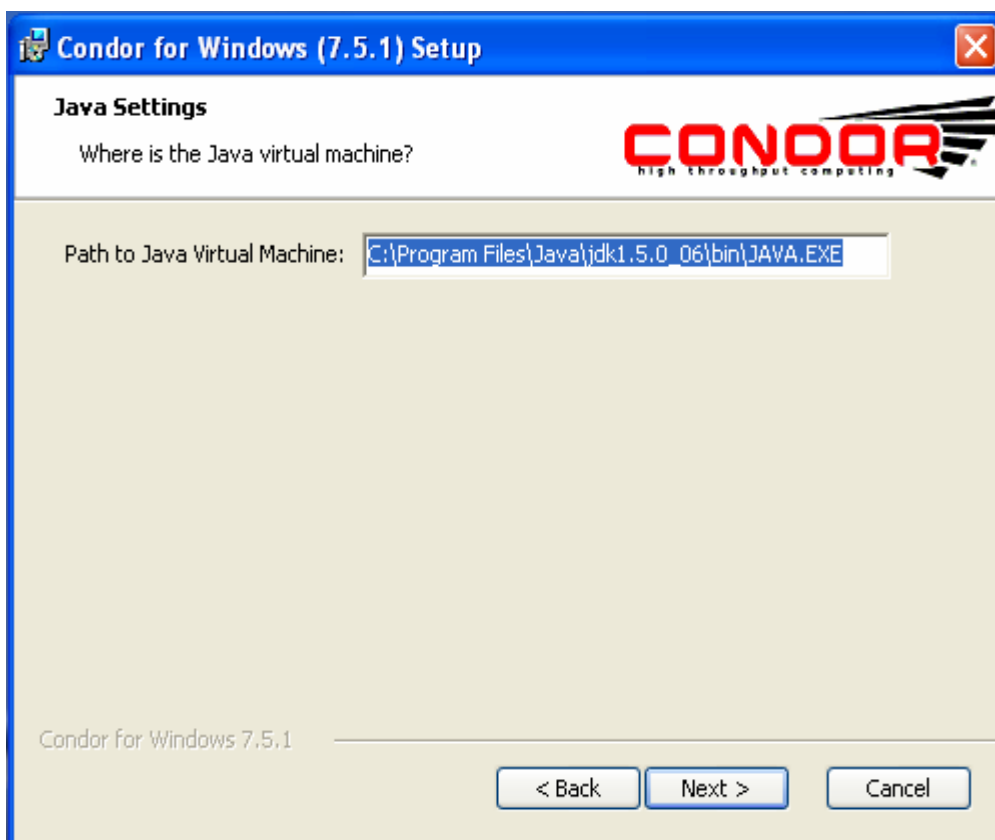 Condor for Windows (7.5.1) Setup
Java Settings
Where is the Java virtual machine?
CONDOR
high throughput computing
Path to Java Virtual Machine: C:\Program Files\Java\jdk1.5.0_06\bin\JAVA.EXE
Condor for Windows 7.5.1
< Back Next > Cancel